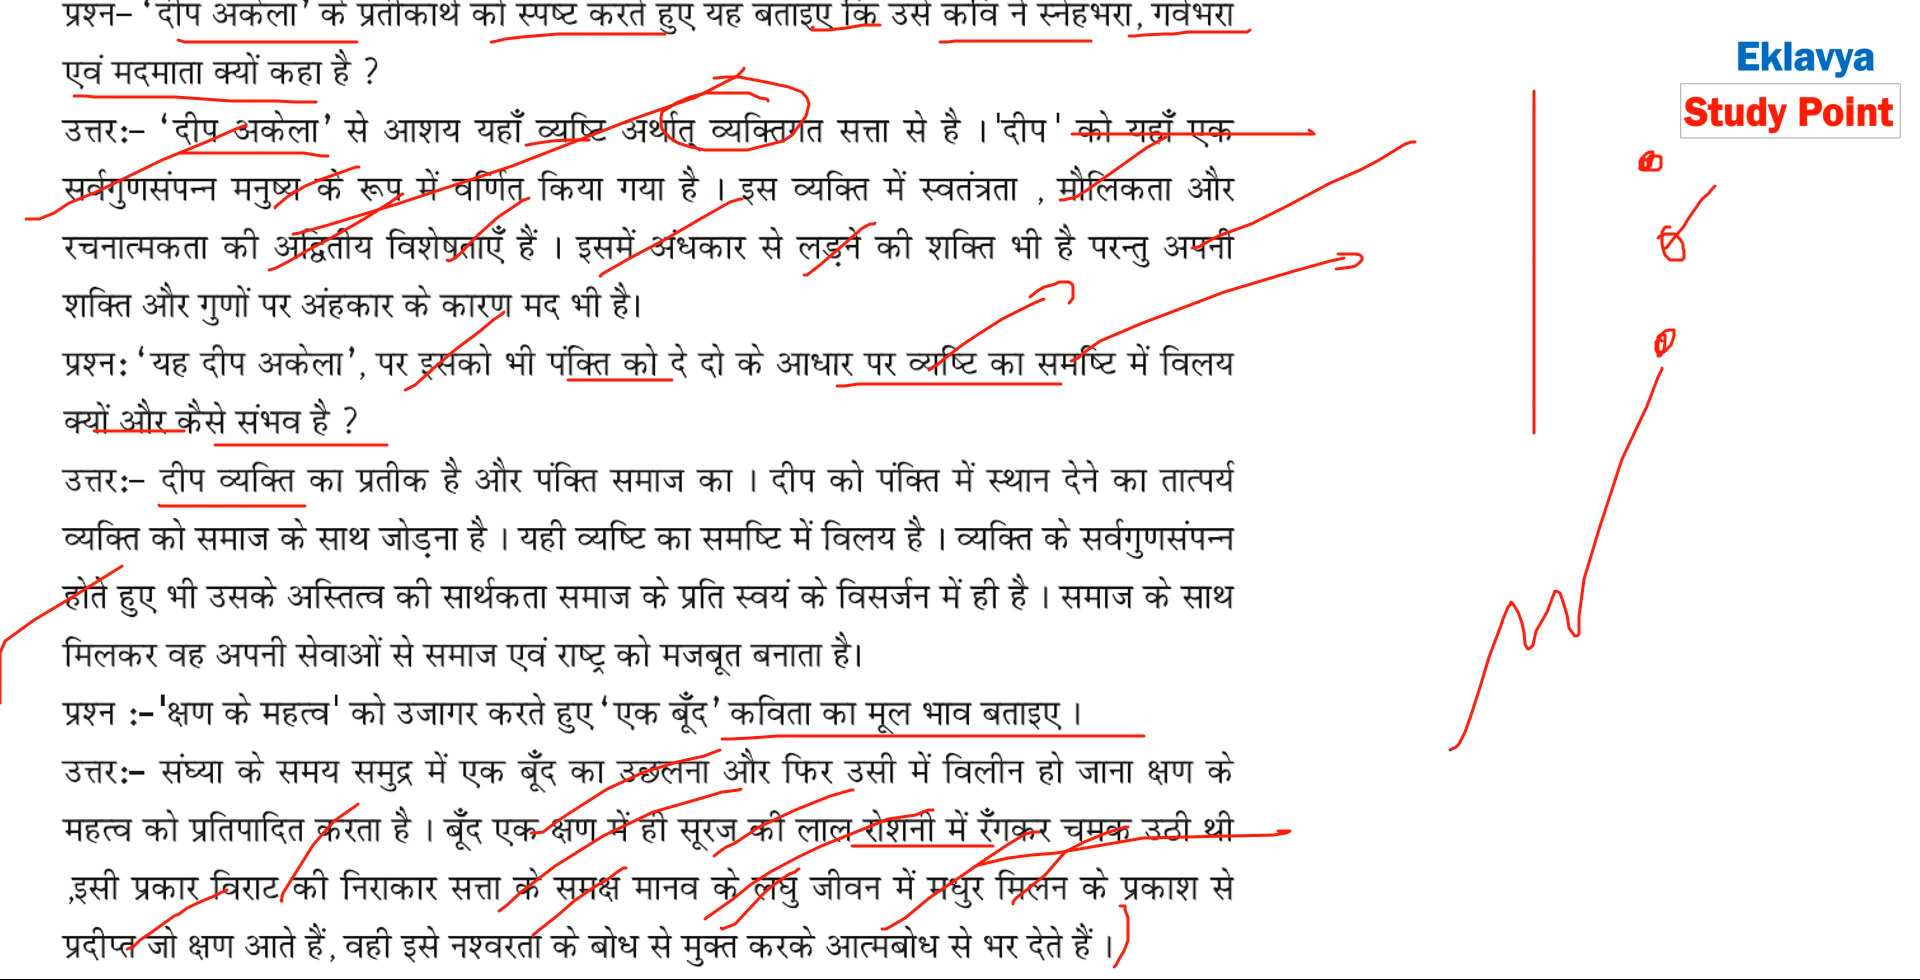 प्रश्न– ‘दीप अकेला’ के प्रतीकार्थ को स्पष्ट करते हुए यह बताइए कि उसे कवि ने स्नेहभरा, गर्वभरा
एवं मदमाता क्यों कहा है ?
उत्तर:– ‘दीप अकेला’ से आशय यहाँ व्यष्टि अर्थात् व्यक्तिगत सत्ता से है । 'दीप' को यहाँ एक
सर्वगुणसंपन्न मनुष्य के रूप में वर्णित किया गया है । इस व्यक्ति में स्वतंत्रता , मौलिकता और
रचनात्मकता की अद्वितीय विशेषताएँ हैं । इसमें अंधकार से लड़ने की शक्ति भी है परन्तु अपनी
शक्ति और गुणों पर अंहकार के कारण मद भी है।
प्रश्न: ‘यह दीप अकेला’, पर इसको भी पंक्ति को दे दो के आधार पर व्यष्टि का समष्टि में विलय
क्यों और कैसे संभव है ?
उत्तर:– दीप व्यक्ति का प्रतीक है और पंक्ति समाज का । दीप को पंक्ति में स्थान देने का तात्पर्य
व्यक्ति को समाज के साथ जोड़ना है । यही व्यष्टि का समष्टि में विलय है । व्यक्ति के सर्वगुणसंपन्न
होते हुए भी उसके अस्तित्व की सार्थकता समाज के प्रति स्वयं के विसर्जन में ही है । समाज के साथ
मिलकर वह अपनी सेवाओं से समाज एवं राष्ट्र को मजबूत बनाता है।
प्रश्न :–'क्षण के महत्व' को उजागर करते हुए ‘एक बूँद’ कविता का मूल भाव बताइए ।
उत्तर:– संघ्या के समय समुद्र में एक बूँद का उछलना और फिर उसी में विलीन हो जाना क्षण के
महत्व को प्रतिपादित करता है । बूँद एक क्षण में ही सूरज की लाल रोशनी में रँगकर चमक उठी थी
,इसी प्रकार विराट की निराकार सत्ता के समक्ष मानव के लघु जीवन में मधुर मिलन के प्रकाश से
प्रदीप्त जो क्षण आते हैं, वही इसे नश्वरता के बोध से मुक्त करके आत्मबोध से भर देते हैं ।
Eklavya
Study Point